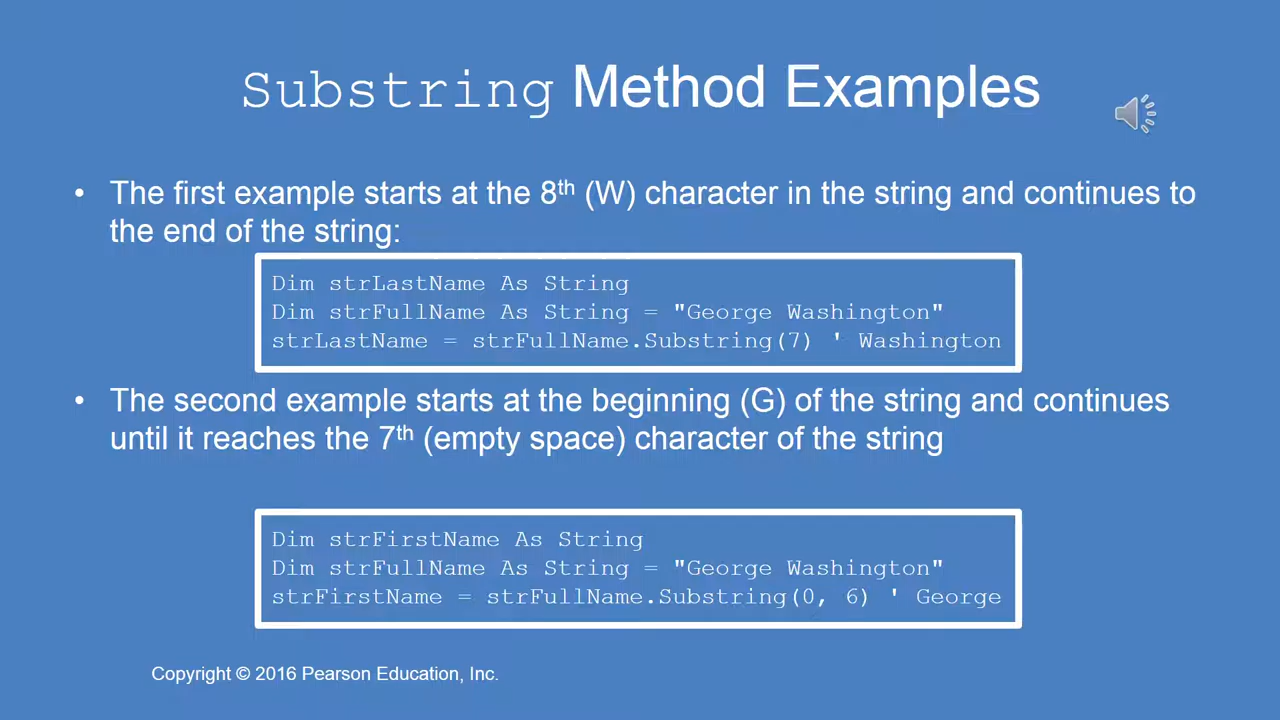 Substring Method Examples
• The first example starts at the 8th (W) character in the string and continues to
the end of the string:
Dim strLastName As String
Dim strFullName As String = "George Washington"
strLastName = strFullName.Substring(7) ' Washington
• The second example starts at the beginning (G) of the string and continues
until it reaches the 7th (empty space) character of the string
Dim strFirstName As String
Dim strFullName As String = "George Washington"
strFirstName = strFullName.Substring(0, 6) ' George
Copyright © 2016 Pearson Education, Inc.